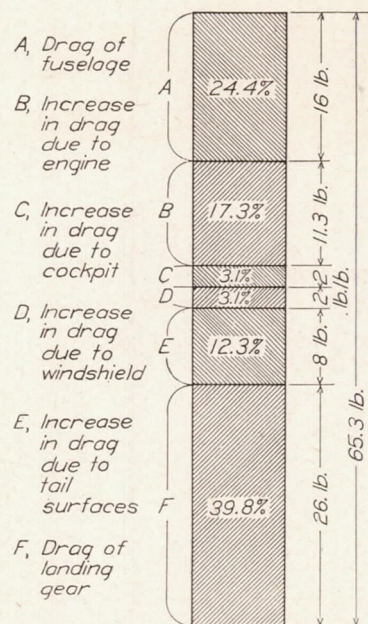 A, Drag of
fuselage
B, Increase
in drag
due to
engine
C, Increase
in drag
due to
cockpit
D, Increase
in drag
due to
windshield
E, Increase
in drag
due to
tail
surfaces
F, Drag of
landing
gear
A
B
C
D
E
F
24.4%
17.3%
3.1%
3.1%
12.3%
39.8%
16 lb.
11.3 lb.
2 lb.
2 lb.
8 lb.
26 lb.
65.3 lb.